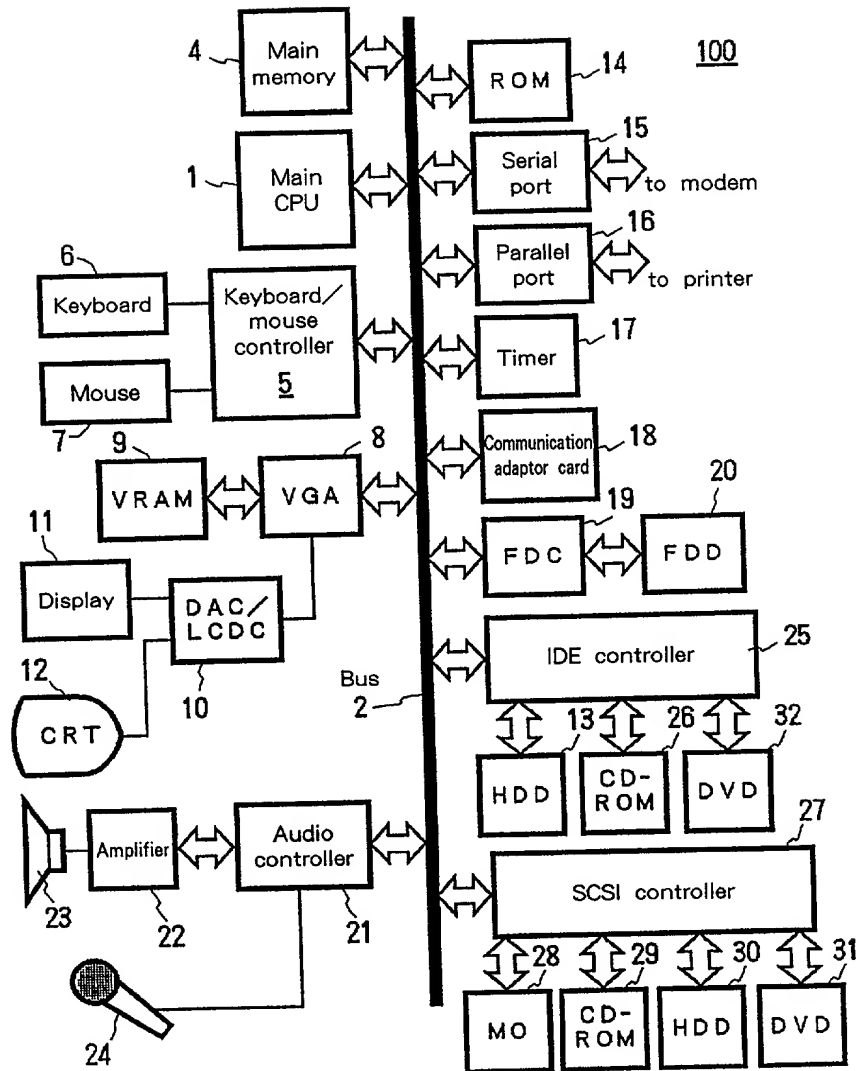 100
4
Main
memory
14
ROM
15
Serial
port
to modem
1
Main
CPU
16
Parallel
port
to printer
6
Keyboard
Keyboard/
mouse
controller
5
17
Timer
Mouse
7
18
Communication
adaptor card
9
VRAM
8
VGA
19
FDC
20
FDD
11
Display
DAC/
LCDC
10
25
IDE controller
12
CRT
Bus
2
13
HDD
26
CD-
ROM
32
DVD
23
Amplifier
22
Audio
controller
21
27
SCSI controller
24
28
MO
29
CD-
ROM
30
HDD
31
DVD